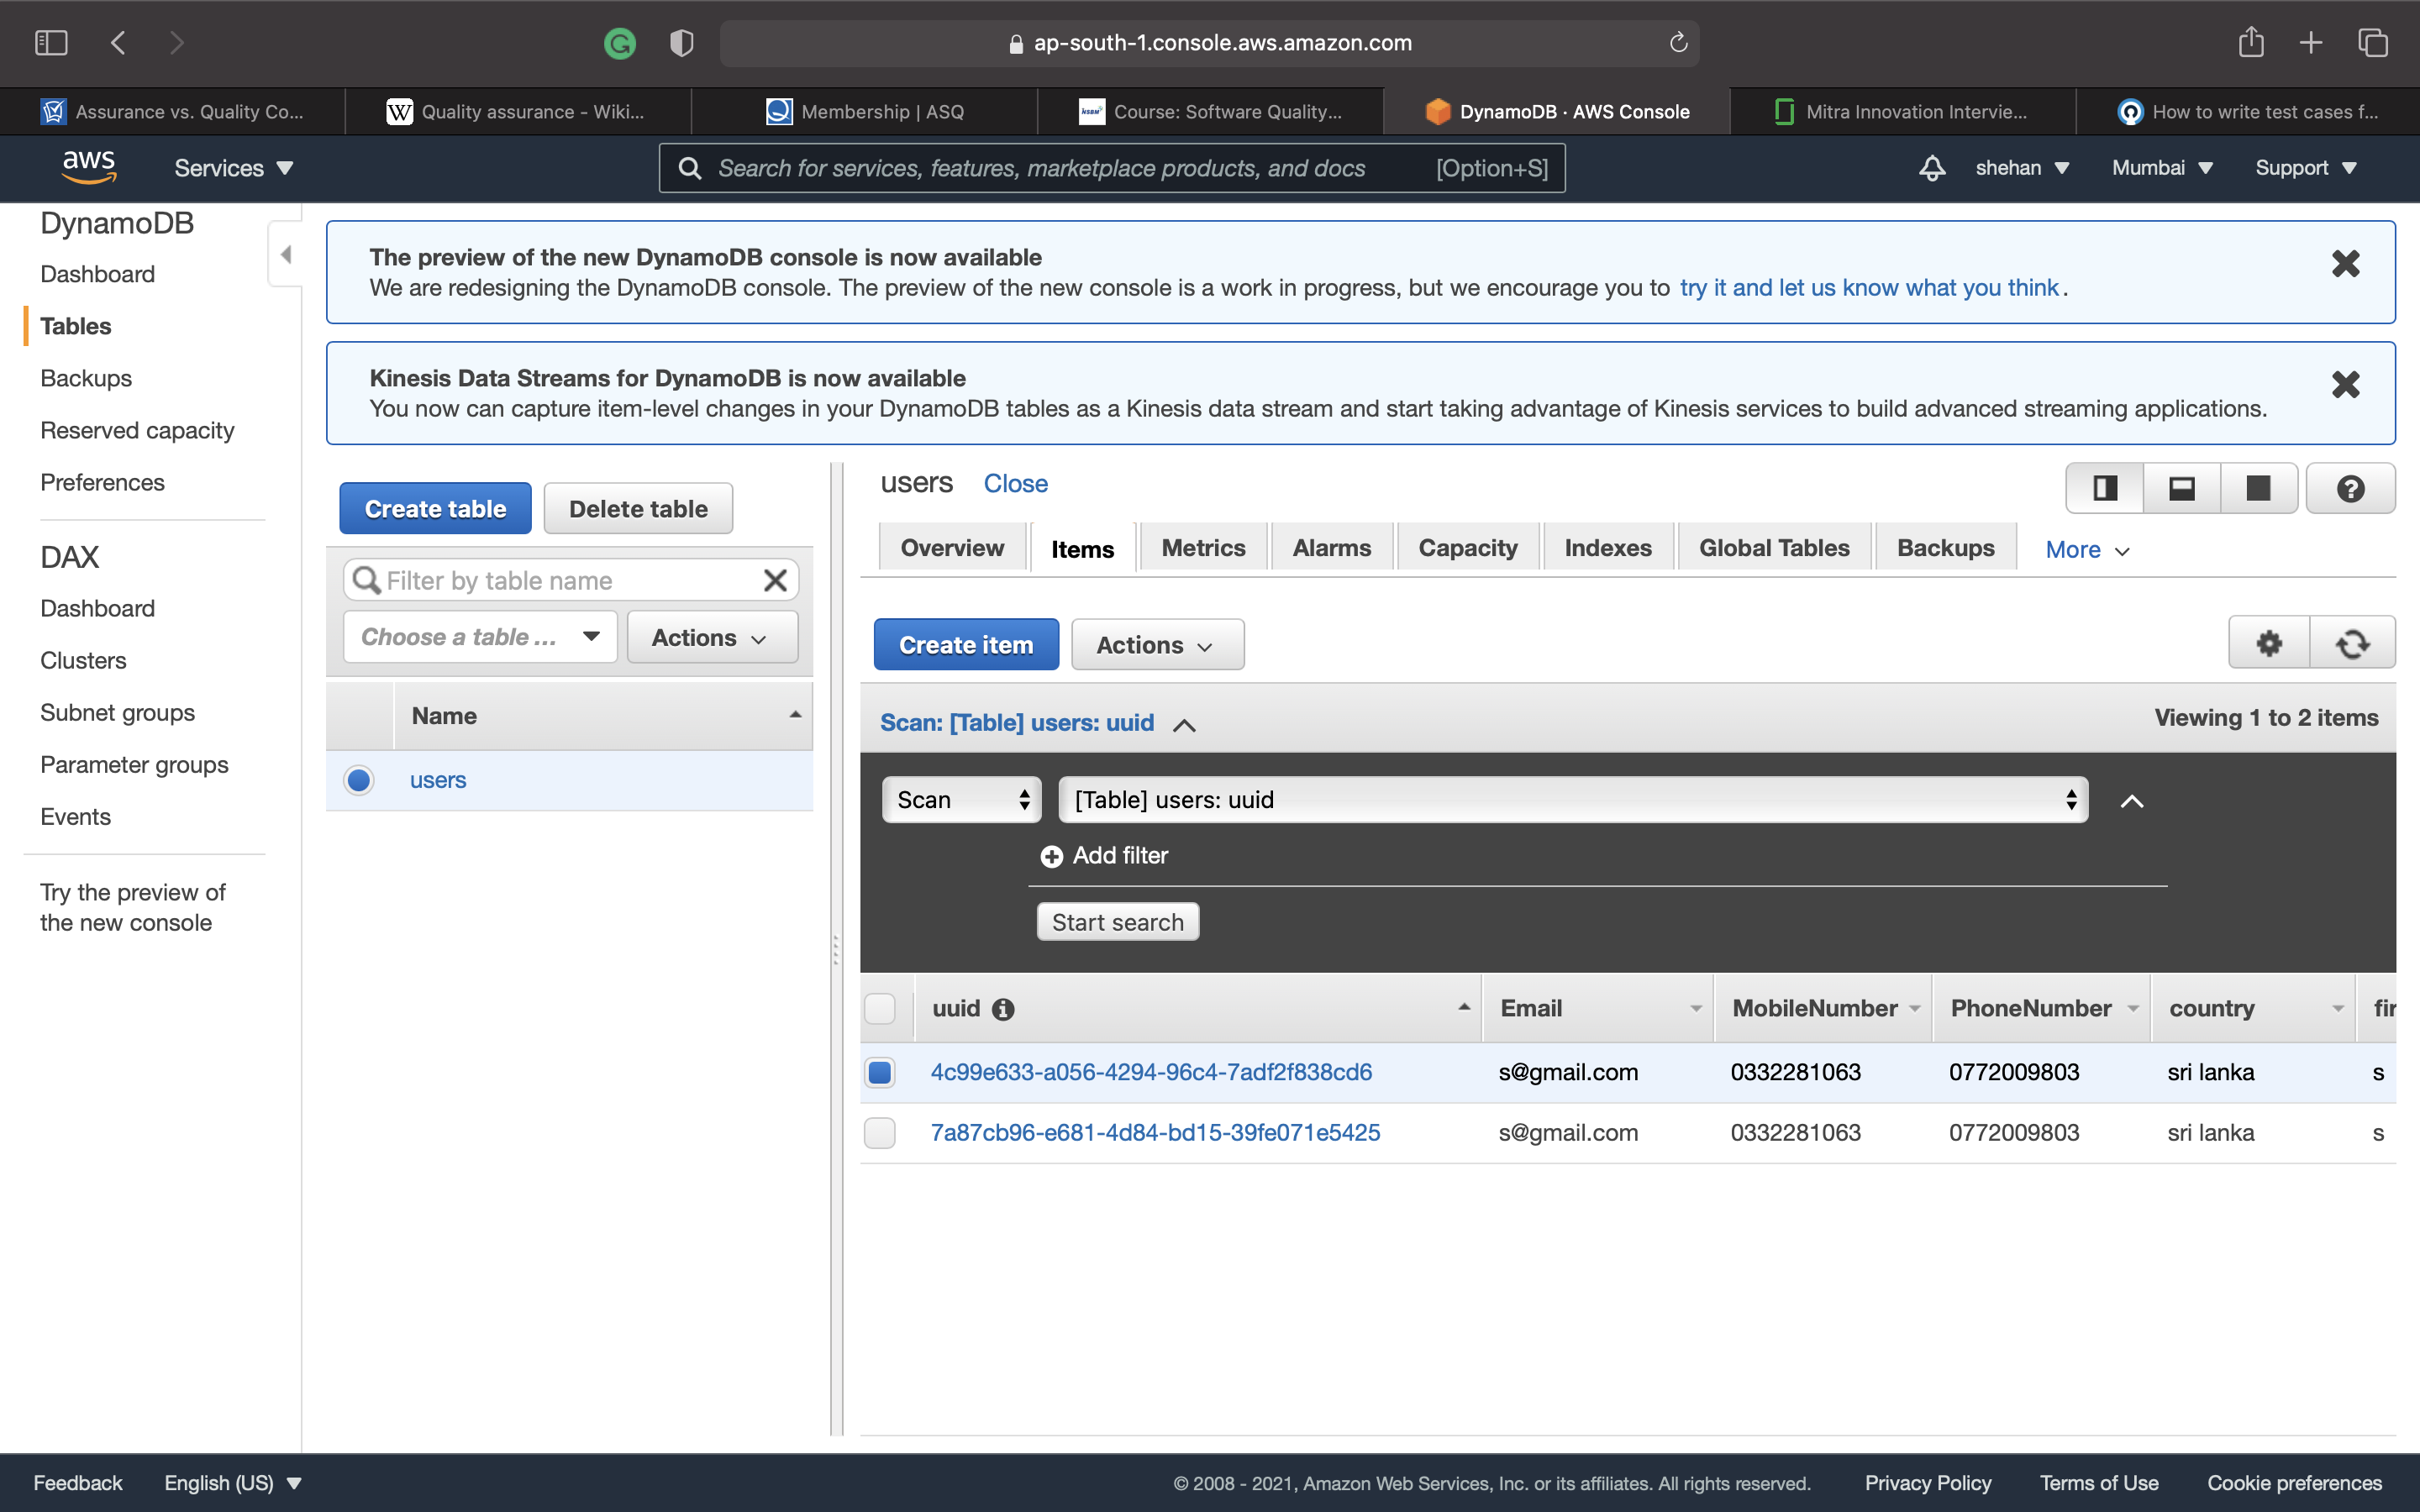 ap-south-1.console.aws.amazon.com
Assurance vs. Quality Co...
Quality assurance - Wiki...
Membership | ASQ
Course: Software Quality...
DynamoDB · AWS Console
Mitra Innovation Intervie...
How to write test cases f...
aws
Services
Search for services, features, marketplace products, and docs
[Option+S]
shehan
Mumbai
Support
DynamoDB
Dashboard
Tables
Backups
Reserved capacity
Preferences
DAX
Dashboard
Clusters
Subnet groups
Parameter groups
Events
Try the preview of
the new console
The preview of the new DynamoDB console is now available
We are redesigning the DynamoDB console. The preview of the new console is a work in progress, but we encourage you to try it and let us know what you think.
Kinesis Data Streams for DynamoDB is now available
You now can capture item-level changes in your DynamoDB tables as a Kinesis data stream and start taking advantage of Kinesis services to build advanced streaming applications.
Create table
Delete table
Filter by table name
Choose a table ...
Actions
Name
users
users Close
Overview Items Metrics Alarms Capacity Indexes Global Tables Backups More
Create item
Actions
Scan: [Table] users: uuid
Viewing 1 to 2 items
Scan
[Table] users: uuid
Add filter
Start search
uuid Email MobileNumber PhoneNumber country fir
4c99e633-a056-4294-96c4-7adf2f838cd6 s@gmail.com 0332281063 0772009803 sri lanka s
7a87cb96-e681-4d84-bd15-39fe071e5425 s@gmail.com 0332281063 0772009803 sri lanka s
Feedback
English (US)
© 2008 - 2021, Amazon Web Services, Inc. or its affiliates. All rights reserved.
Privacy Policy
Terms of Use
Cookie preferences